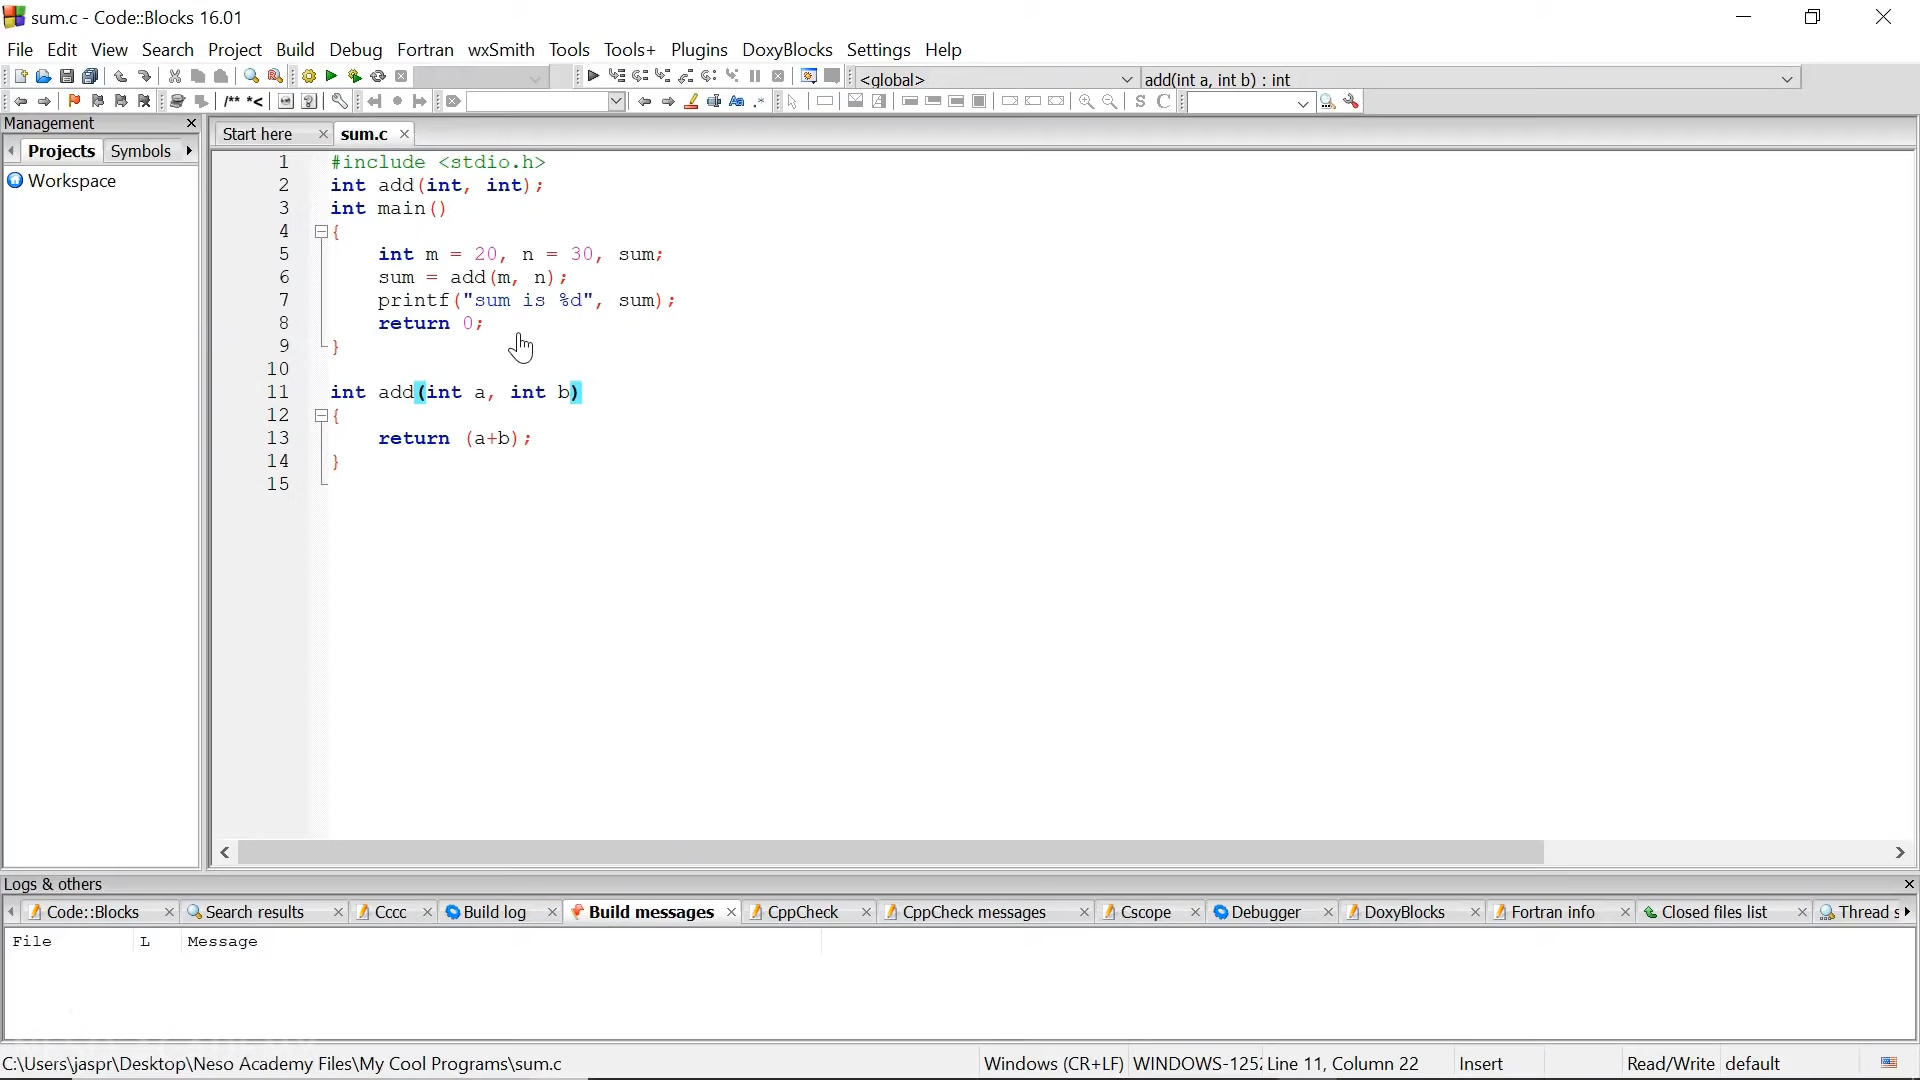 sum.c - Code::Blocks 16.01
File Edit View Search Project Build Debug Fortran wxSmith Tools Tools+ Plugins DoxyBlocks Settings Help
<global> add(int a, int b) : int
/** *< Aa .* S C
Management
Projects Symbols
Workspace
Start here sum.c
1 #include <stdio.h>
2 int add(int, int);
3 int main()
4 {
5 int m = 20, n = 30, sum;
6 sum = add(m, n);
7 printf("sum is %d", sum);
8 return 0;
9 }
10
11 int add(int a, int b)
12 {
13 return (a+b);
14 }
15
Logs & others
Code::Blocks Search results Cccc Build log Build messages CppCheck CppCheck messages Cscope Debugger DoxyBlocks Fortran info Closed files list Thread s
File L Message
C:\Users\jaspr\Desktop\Neso Academy Files\My Cool Programs\sum.c Windows (CR+LF) WINDOWS-125 Line 11, Column 22 Insert Read/Write default